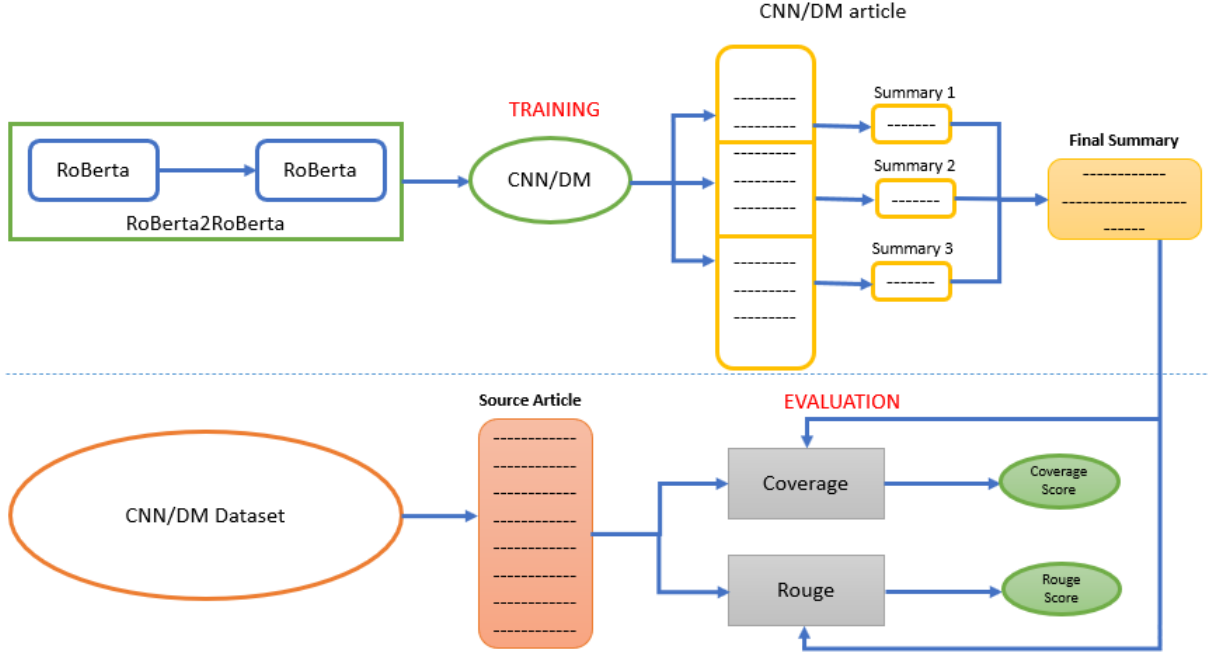 CNN/DM article
TRAINING
RoBerta
RoBerta
RoBerta2RoBerta
CNN/DM
----------
----------
----------
----------
----------
----------
----------
----------
Summary 1
-------
Summary 2
-------
Summary 3
-------
Final Summary
------------
------------------
------
Source Article
EVALUATION
CNN/DM Dataset
------------
------------
------------
------------
------------
------------
------------
------------
Coverage
Coverage
Score
Rouge
Rouge
Score